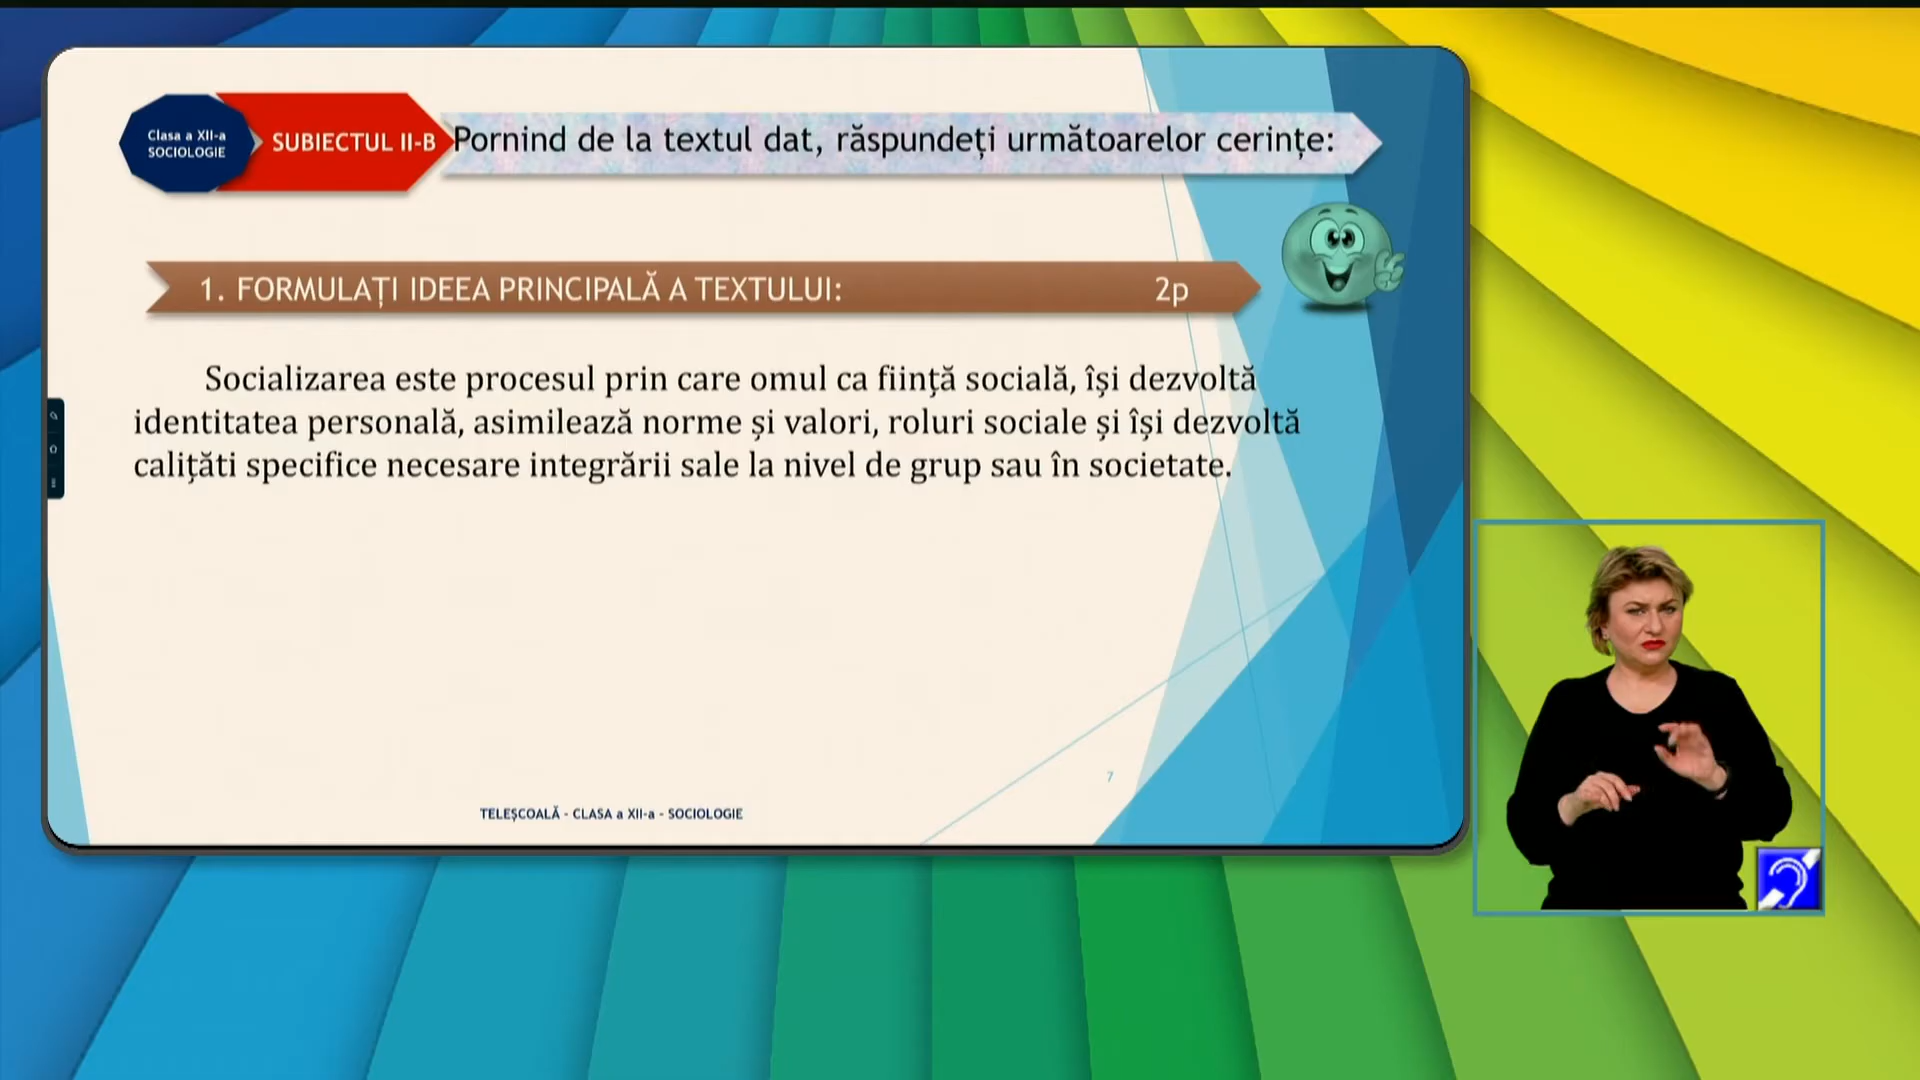 Clasa a XII-a
SOCIOLOGIE
SUBIECTUL II-B
Pornind de la textul dat, răspundeți următoarelor cerințe:
1. FORMULAȚI IDEEA PRINCIPALĂ A TEXTULUI: 2p
Socializarea este procesul prin care omul ca ființă socială, își dezvoltă
identitatea personală, asimilează norme și valori, roluri sociale și își dezvoltă
califăti specifice necesare integrării sale la nivel de grup sau în societate.
7
TELEȘCOALĂ - CLASA a XII-a - SOCIOLOGIE